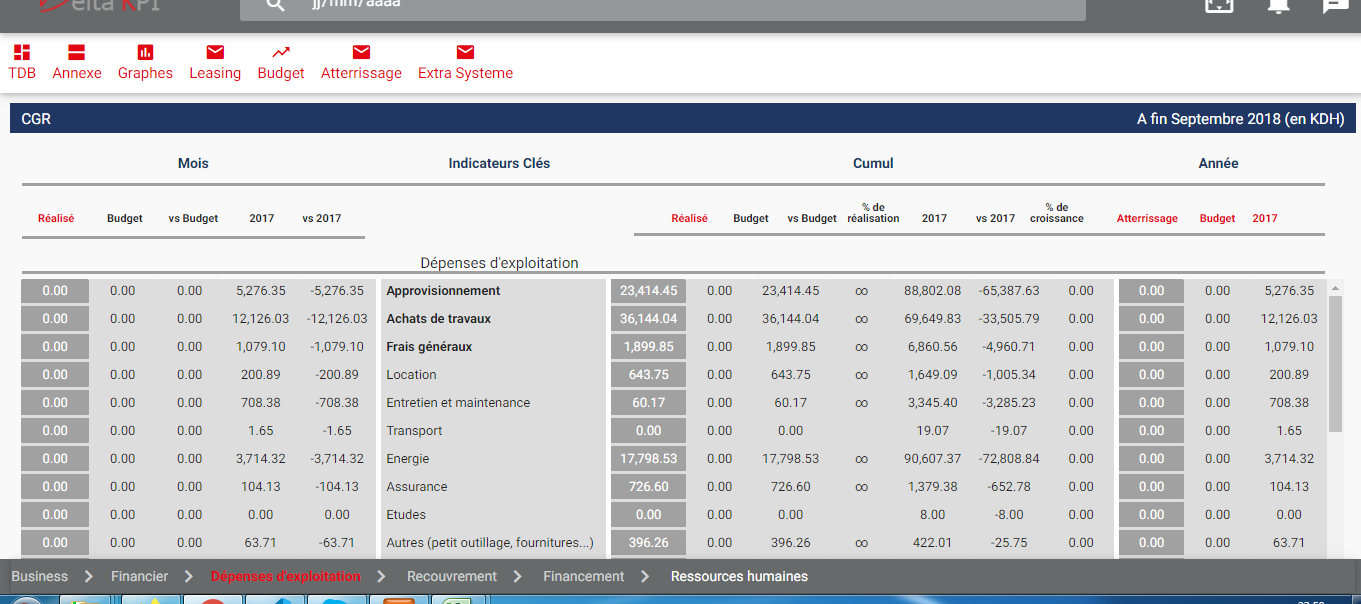 elta KPI jj/mm/aaaa
TDB Annexe Graphes Leasing Budget Atterrissage Extra Systeme
CGR A fin Septembre 2018 (en KDH)
Mois Indicateurs Clés Cumul Année
Réalisé Budget vs Budget 2017 vs 2017 Réalisé Budget vs Budget % de réalisation 2017 vs 2017 % de croissance Atterrissage Budget 2017
Dépenses d'exploitation
0.00 0.00 0.00 5,276.35 -5,276.35 Approvisionnement 23,414.45 0.00 23,414.45 ∞ 88,802.08 -65,387.63 0.00 0.00 0.00 5,276.35
0.00 0.00 0.00 12,126.03 -12,126.03 Achats de travaux 36,144.04 0.00 36,144.04 ∞ 69,649.83 -33,505.79 0.00 0.00 0.00 12,126.03
0.00 0.00 0.00 1,079.10 -1,079.10 Frais généraux 1,899.85 0.00 1,899.85 ∞ 6,860.56 -4,960.71 0.00 0.00 0.00 1,079.10
0.00 0.00 0.00 200.89 -200.89 Location 643.75 0.00 643.75 ∞ 1,649.09 -1,005.34 0.00 0.00 0.00 200.89
0.00 0.00 0.00 708.38 -708.38 Entretien et maintenance 60.17 0.00 60.17 ∞ 3,345.40 -3,285.23 0.00 0.00 0.00 708.38
0.00 0.00 0.00 1.65 -1.65 Transport 0.00 0.00 0.00 19.07 -19.07 0.00 0.00 0.00 1.65
0.00 0.00 0.00 3,714.32 -3,714.32 Energie 17,798.53 0.00 17,798.53 ∞ 90,607.37 -72,808.84 0.00 0.00 0.00 3,714.32
0.00 0.00 0.00 104.13 -104.13 Assurance 726.60 0.00 726.60 ∞ 1,379.38 -652.78 0.00 0.00 0.00 104.13
0.00 0.00 0.00 0.00 0.00 Etudes 0.00 0.00 0.00 8.00 -8.00 0.00 0.00 0.00 0.00
0.00 0.00 0.00 63.71 -63.71 Autres (petit outillage, fournitures...) 396.26 0.00 396.26 ∞ 422.01 -25.75 0.00 0.00 0.00 63.71
Business Financier Dépenses d'exploitation Recouvrement Financement Ressources humaines